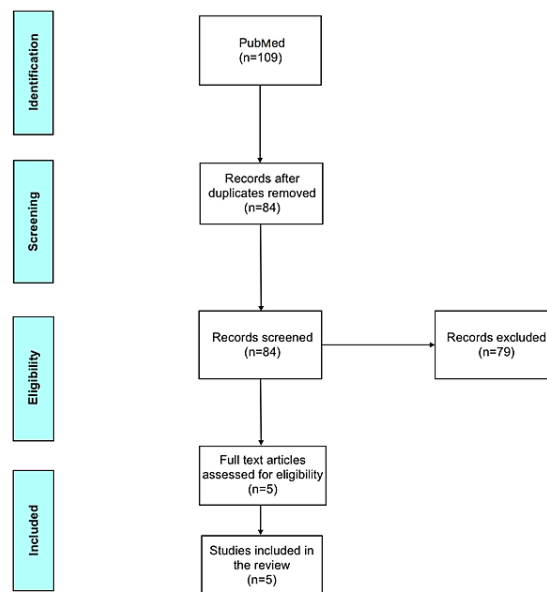 Identification
PubMed
(n=109)
Screening
Records after
duplicates removed
(n=84)
Eligibility
Records screened
(n=84)
Records excluded
(n=79)
Full text articles
assessed for eligibility
(n=5)
Included
Studies included in
the review
(n=5)